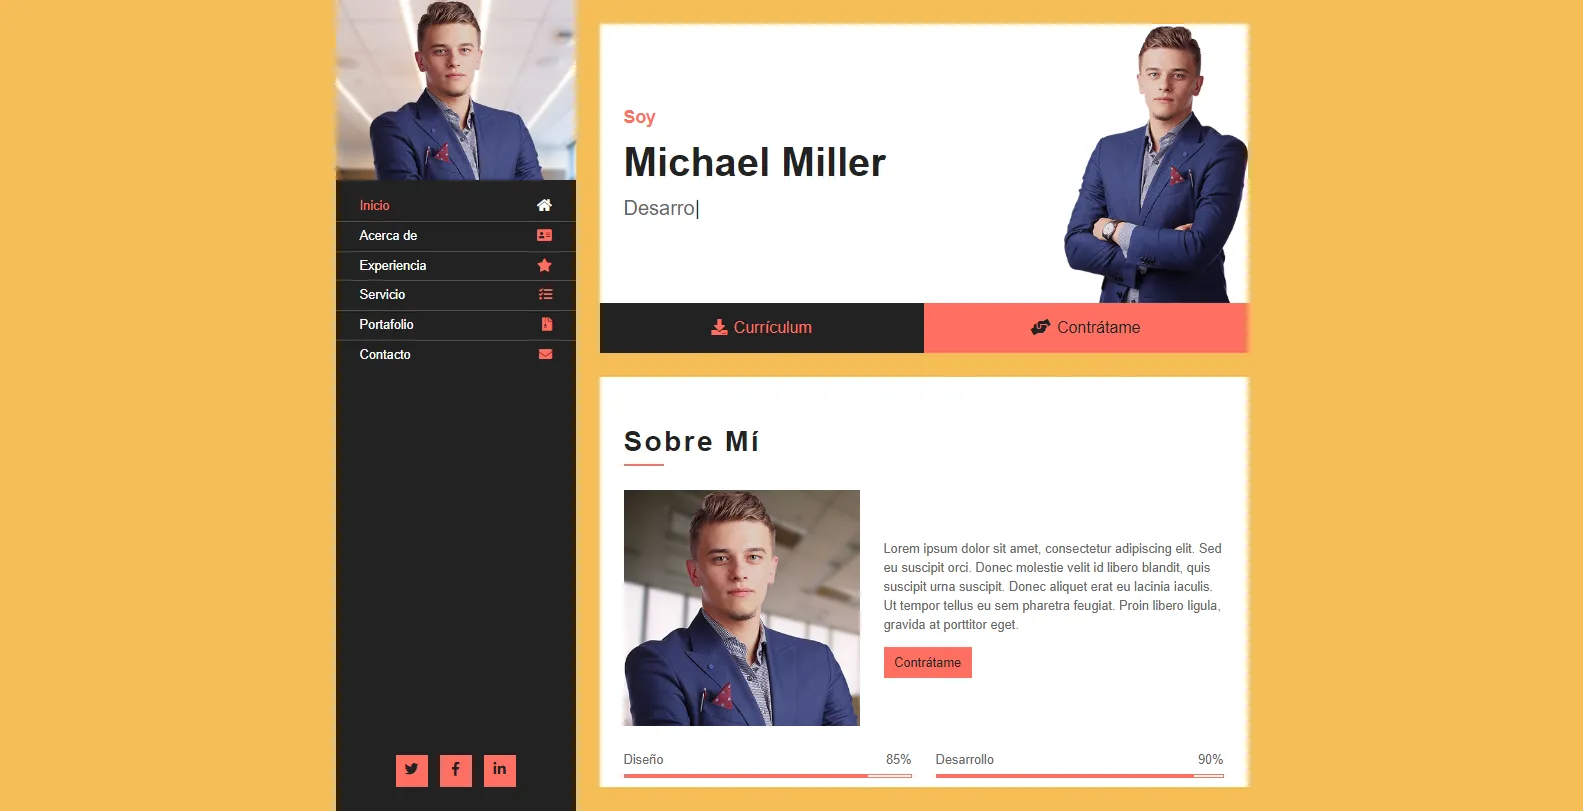 Inicio
Acerca de
Experiencia
Servicio
Portafolio
Contacto
Soy
Michael Miller
Desarro|
Currículum
Contrátame
Sobre Mí
Lorem ipsum dolor sit amet, consectetur adipiscing elit. Sed
eu suscipit orci. Donec molestie velit id libero blandit, quis
suscipit urna suscipit. Donec aliquet erat eu lacinia iaculis.
Ut tempor tellus eu sem pharetra feugiat. Proin libero ligula,
gravida at porttitor eget.
Contrátame
Diseño 85%
Desarrollo 90%